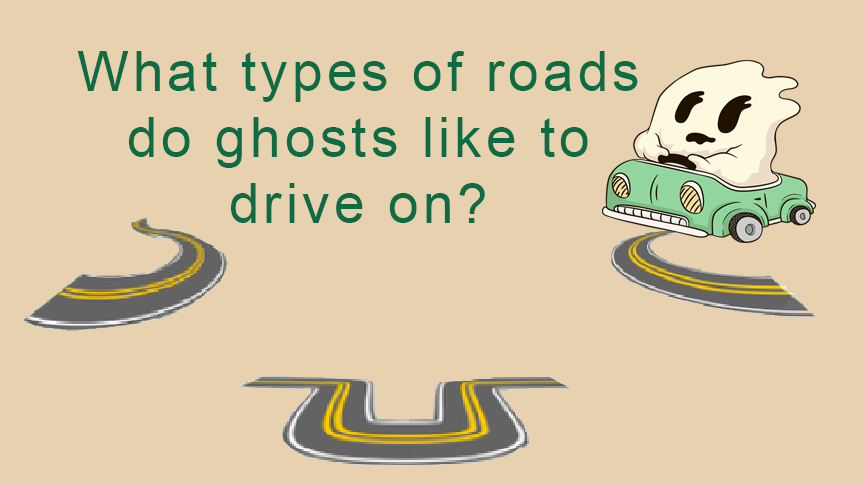 What types of roads
do ghosts like to
drive on?